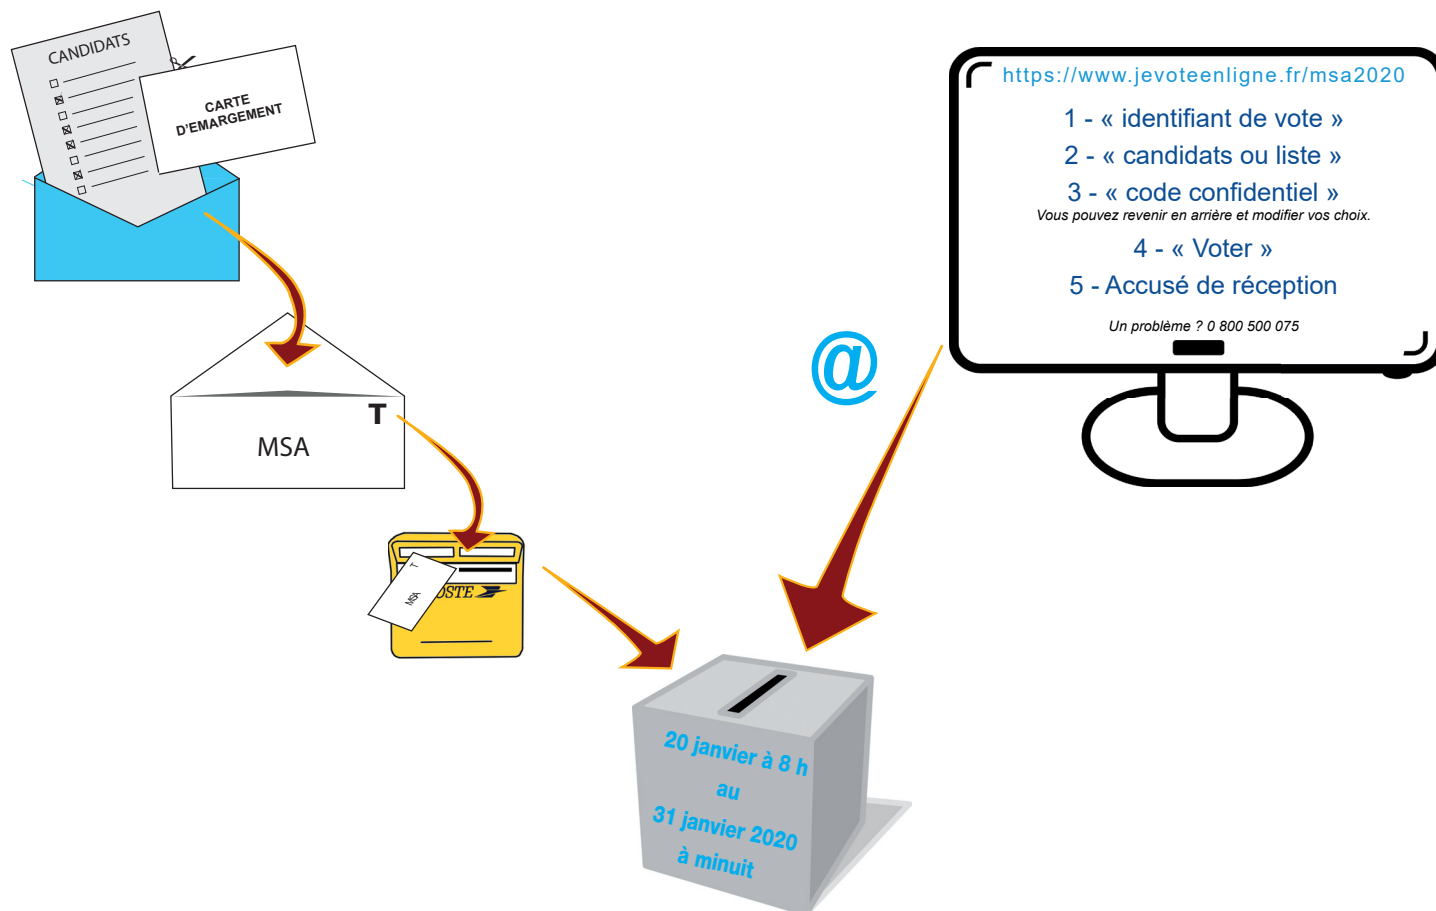 CANDIDATS
CARTE
D'EMARGEMENT
T
MSA
T
MSA
OSTE
@
https://www.jevoteenligne.fr/msa2020
1 - « identifiant de vote »
2 - « candidats ou liste »
3 - « code confidentiel »
Vous pouvez revenir en arrière et modifier vos choix.
4 - « Voter »
5 - Accusé de réception
Un problème ? 0 800 500 075
20 janvier à 8 h
au
31 janvier 2020
à minuit